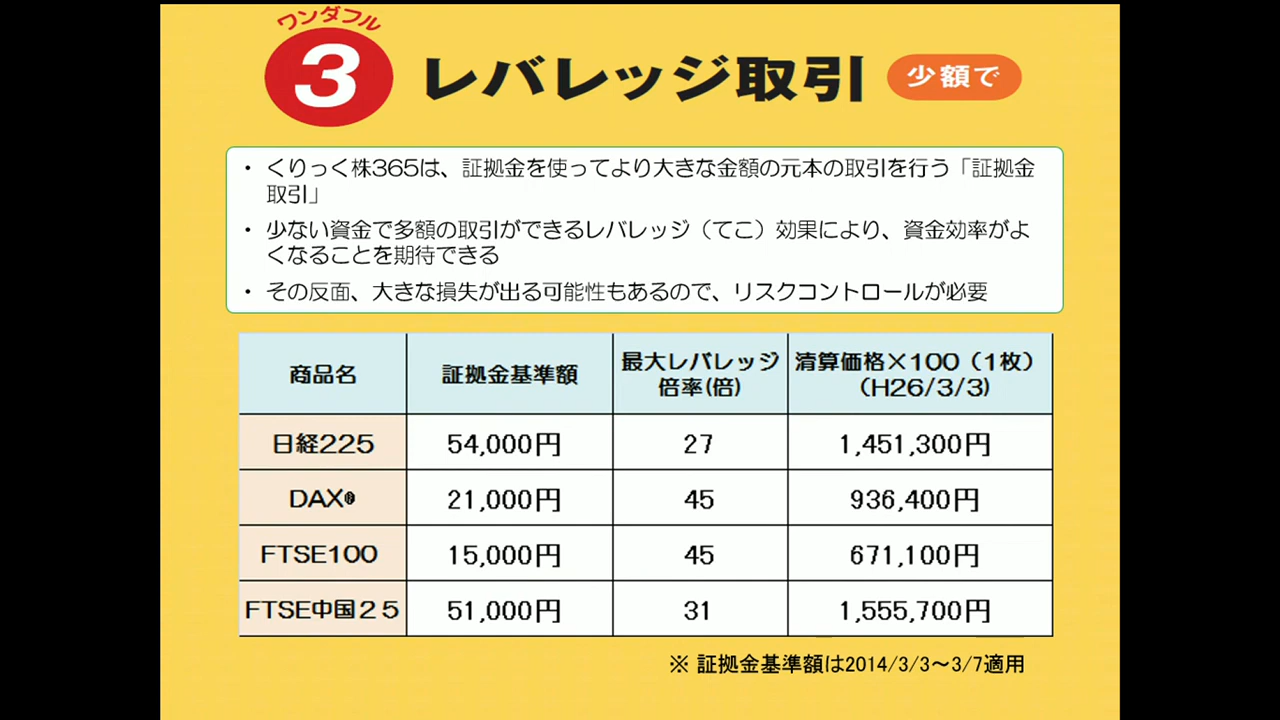 ワンダフル
3 レバレッジ取引 少額で
・ くりっく株365は、証拠金を使ってより大きな金額の元本の取引を行う「証拠金
取引」
・ 少ない資金で多額の取引ができるレバレッジ（てこ）効果により、資金効率がよ
くなることを期待できる
・ その反面、大きな損失が出る可能性もあるので、リスクコントロールが必要
商品名 証拠金基準額 最大レバレッジ 倍率(倍) 清算価格×100（1枚） （H26/3/3)
日経225 54,000円 27 1,451,300円
DAX® 21,000円 45 936,400円
FTSE100 15,000円 45 671,100円
FTSE中国２５ 51,000円 31 1,555,700円
※ 証拠金基準額は2014/3/3～3/7適用